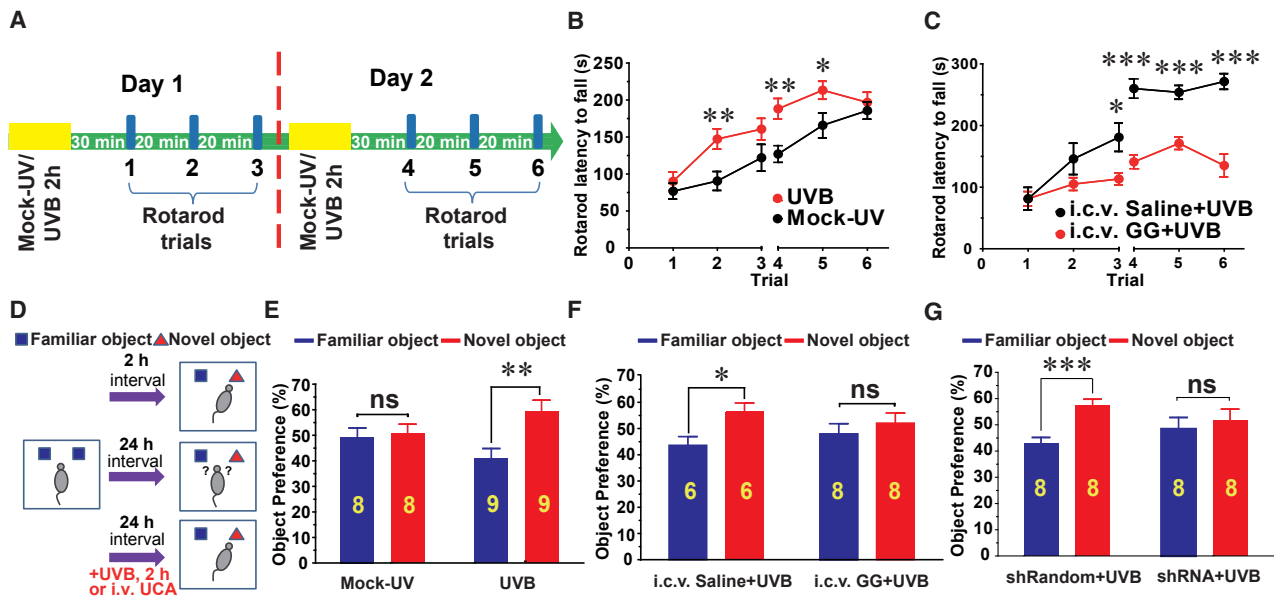 A
Day 1
Day 2
30 min
20 min
20 min
30 min
20 min
20 min
1
2
3
4
5
6
Mock-UV/
UVB 2h
Rotarod
trials
Mock-UV/
UVB 2h
Rotarod
trials
B
Rotarod latency to fall (s)
250
200
150
100
50
0
** ** *
UVB
Mock-UV
0 1 2 3 4 5 6
Trial
C
Rotarod latency to fall (s)
300
200
100
0
* *** *** ***
i.c.v. Saline+UVB
i.c.v. GG+UVB
0 1 2 3 4 5 6
Trial
D
Familiar object Novel object
2 h
interval
24 h
interval
? ?
24 h
interval
+UVB, 2 h
or i.v. UCA
E
Familiar object Novel object
Object Preference (%)
70
60
50
40
30
20
10
0
ns **
8 8 9 9
Mock-UV UVB
F
Familiar object Novel object
Object Preference (%)
70
60
50
40
30
20
10
0
* ns
6 6 8 8
i.c.v. Saline+UVB i.c.v. GG+UVB
G
Familiar object Novel object
Object Preference (%)
70
60
50
40
30
20
10
0
*** ns
8 8 8 8
shRandom+UVB shRNA+UVB